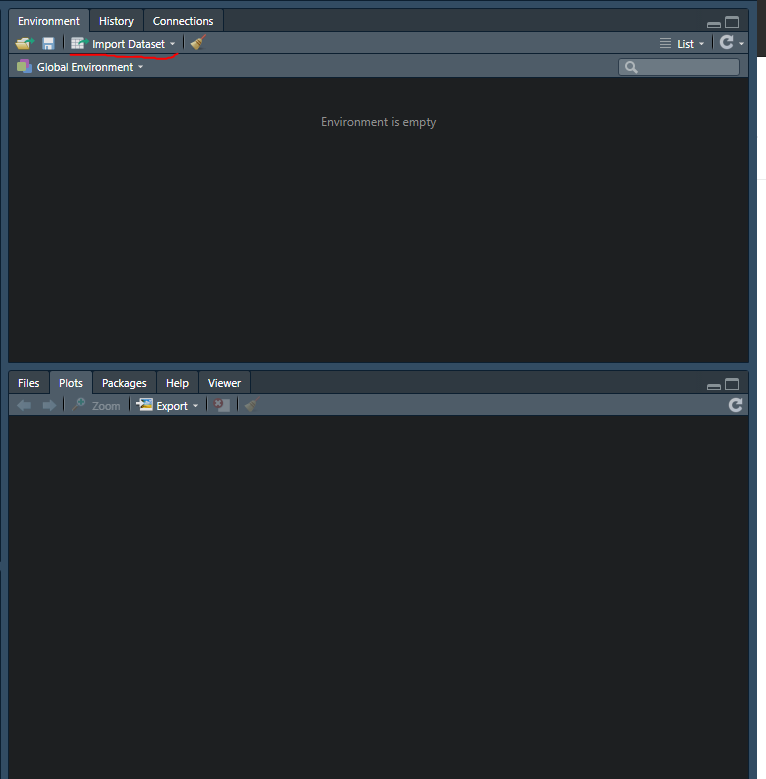 Environment History Connections
Import Dataset List
Global Environment
Environment is empty
Files Plots Packages Help Viewer
Zoom Export